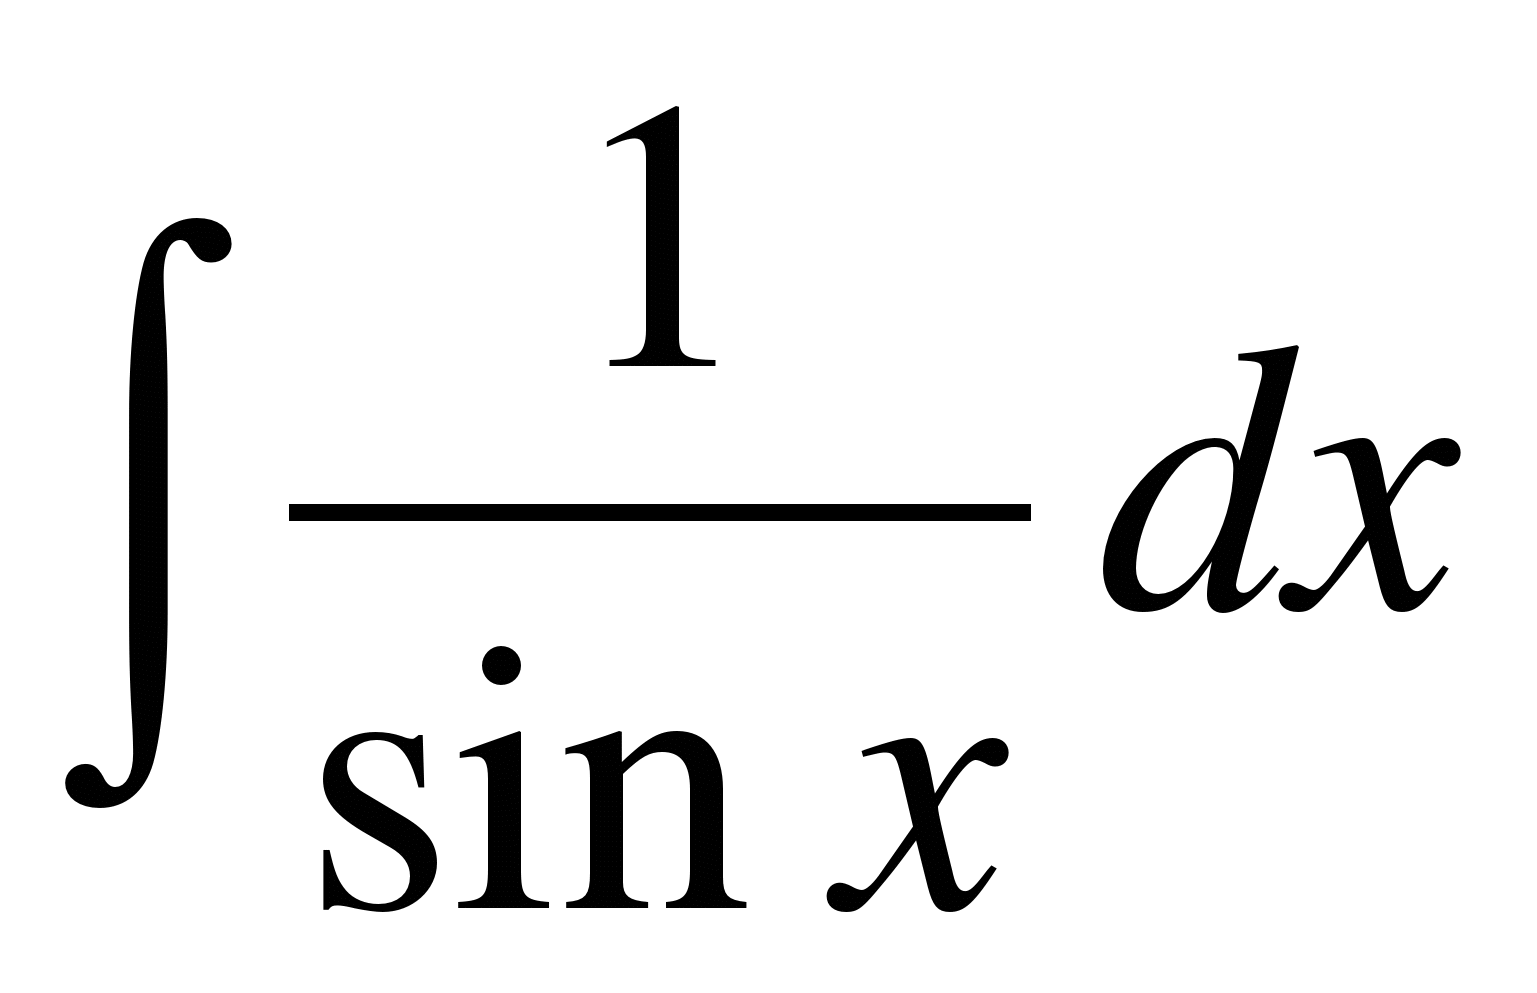 ∫ 1/sin x dx